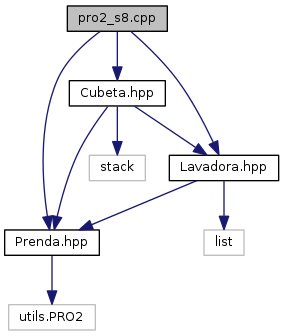 pro2_s8.cpp
Cubeta.hpp
stack
Lavadora.hpp
Prenda.hpp
list
utils.PRO2